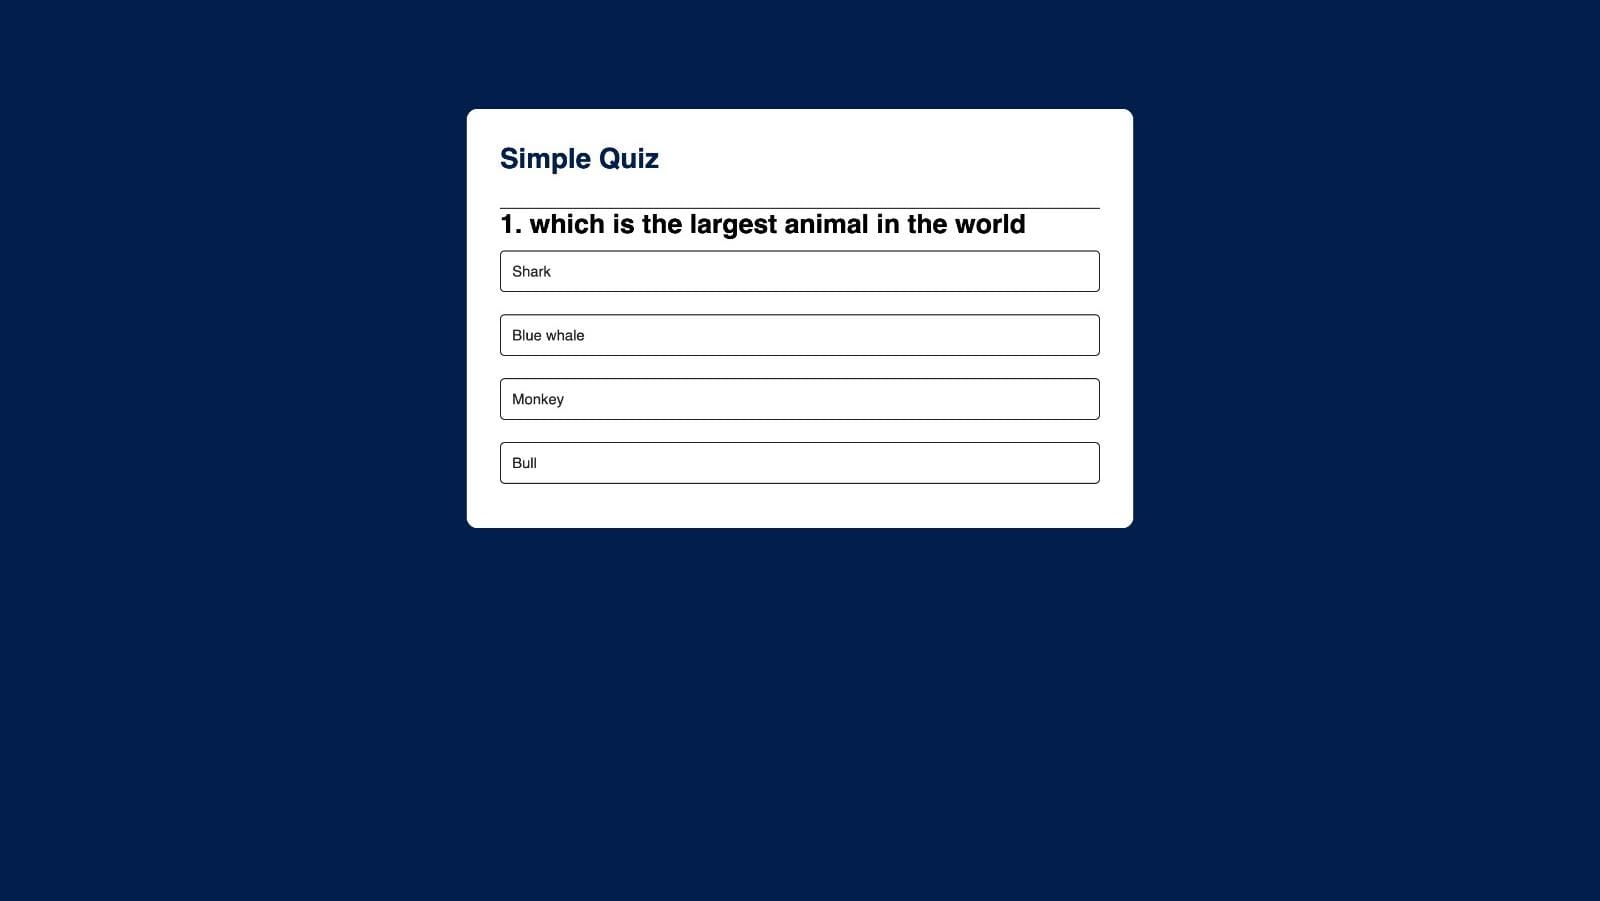 Simple Quiz
1. which is the largest animal in the world
Shark
Blue whale
Monkey
Bull